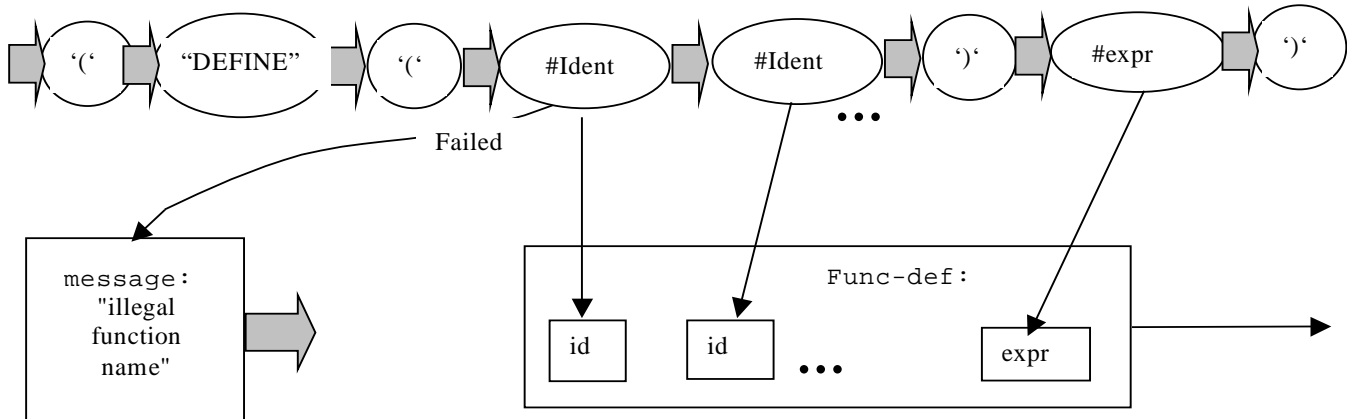 ‘(‘ “DEFINE” ‘(‘ #Ident #Ident ‘)‘ #expr ‘)‘
•••
Failed
message:
"illegal
function
name"
Func-def:
id id ••• expr